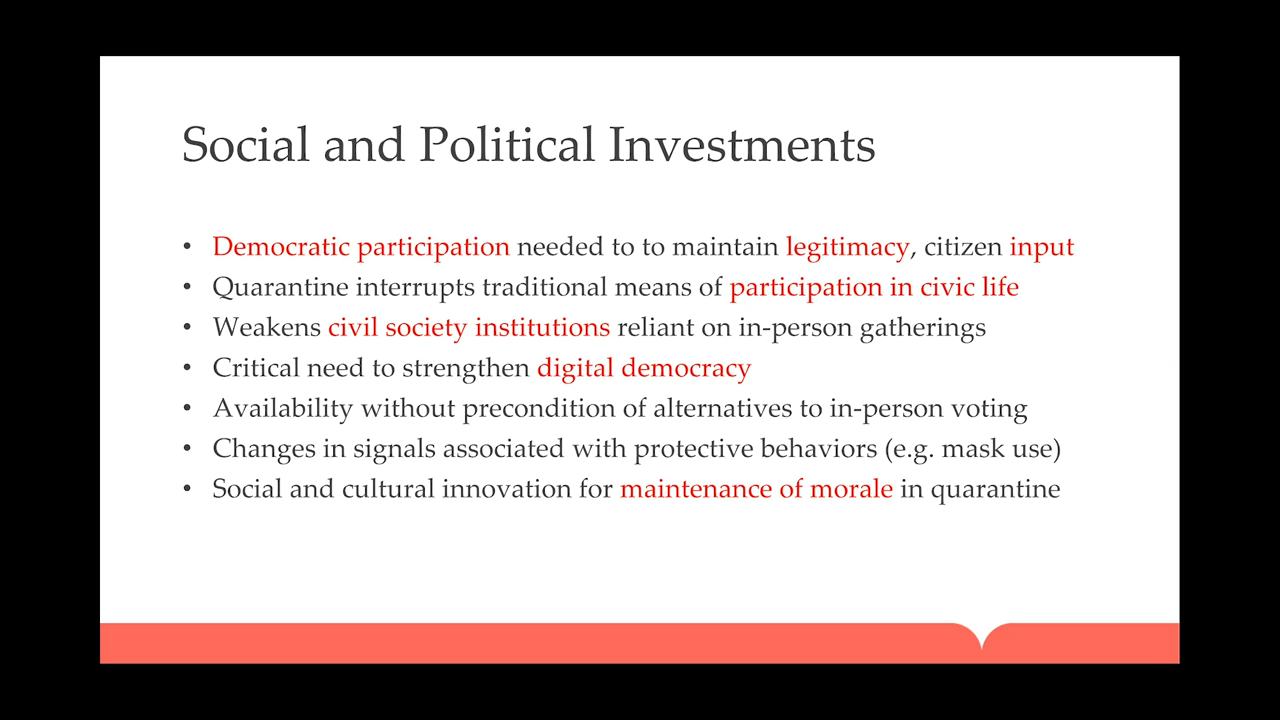 Social and Political Investments
• Democratic participation needed to to maintain legitimacy, citizen input
• Quarantine interrupts traditional means of participation in civic life
• Weakens civil society institutions reliant on in-person gatherings
• Critical need to strengthen digital democracy
• Availability without precondition of alternatives to in-person voting
• Changes in signals associated with protective behaviors (e.g. mask use)
• Social and cultural innovation for maintenance of morale in quarantine